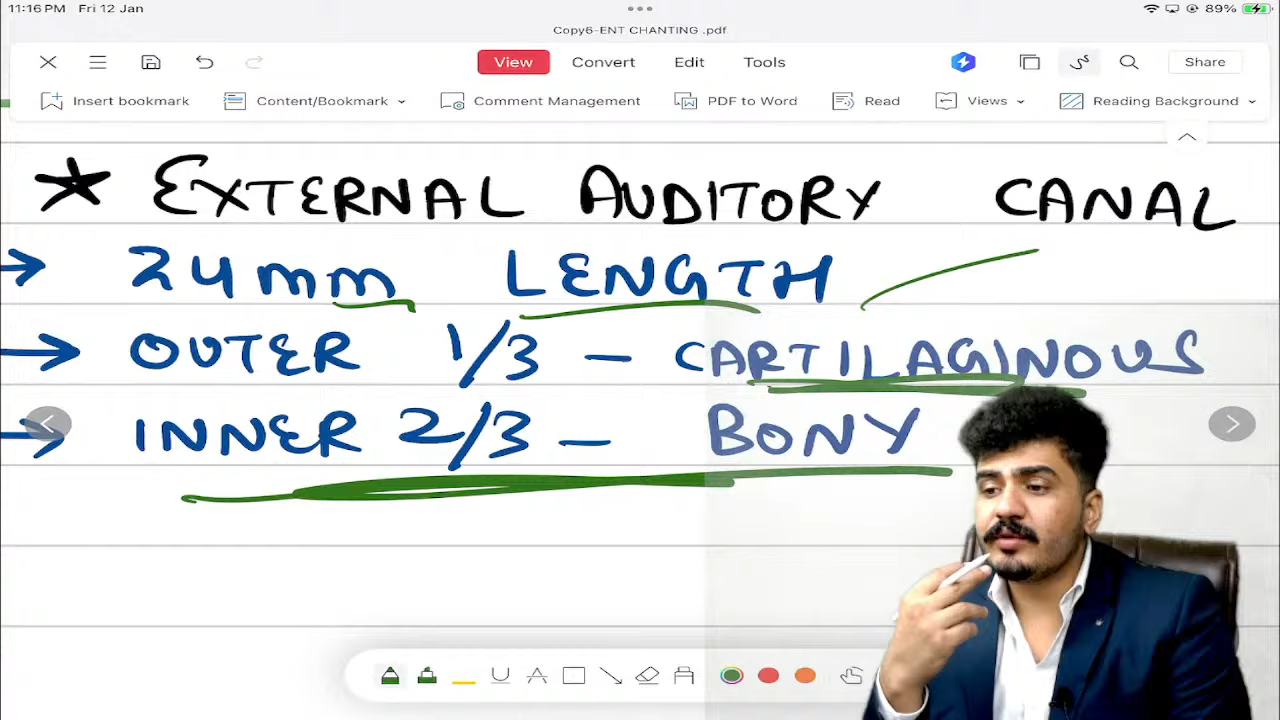 11:16 PM Fri 12 Jan 89%
Copy6-ENT CHANTING .pdf
View Convert Edit Tools Share
Insert bookmark Content/Bookmark Comment Management PDF to Word Read Views Reading Background
★ EXTERNAL AUDITORY CANAL
→ 24mm LENGTH
→ OUTER 1/3 – CARTILAGINOUS
→ INNER 2/3 – BONY